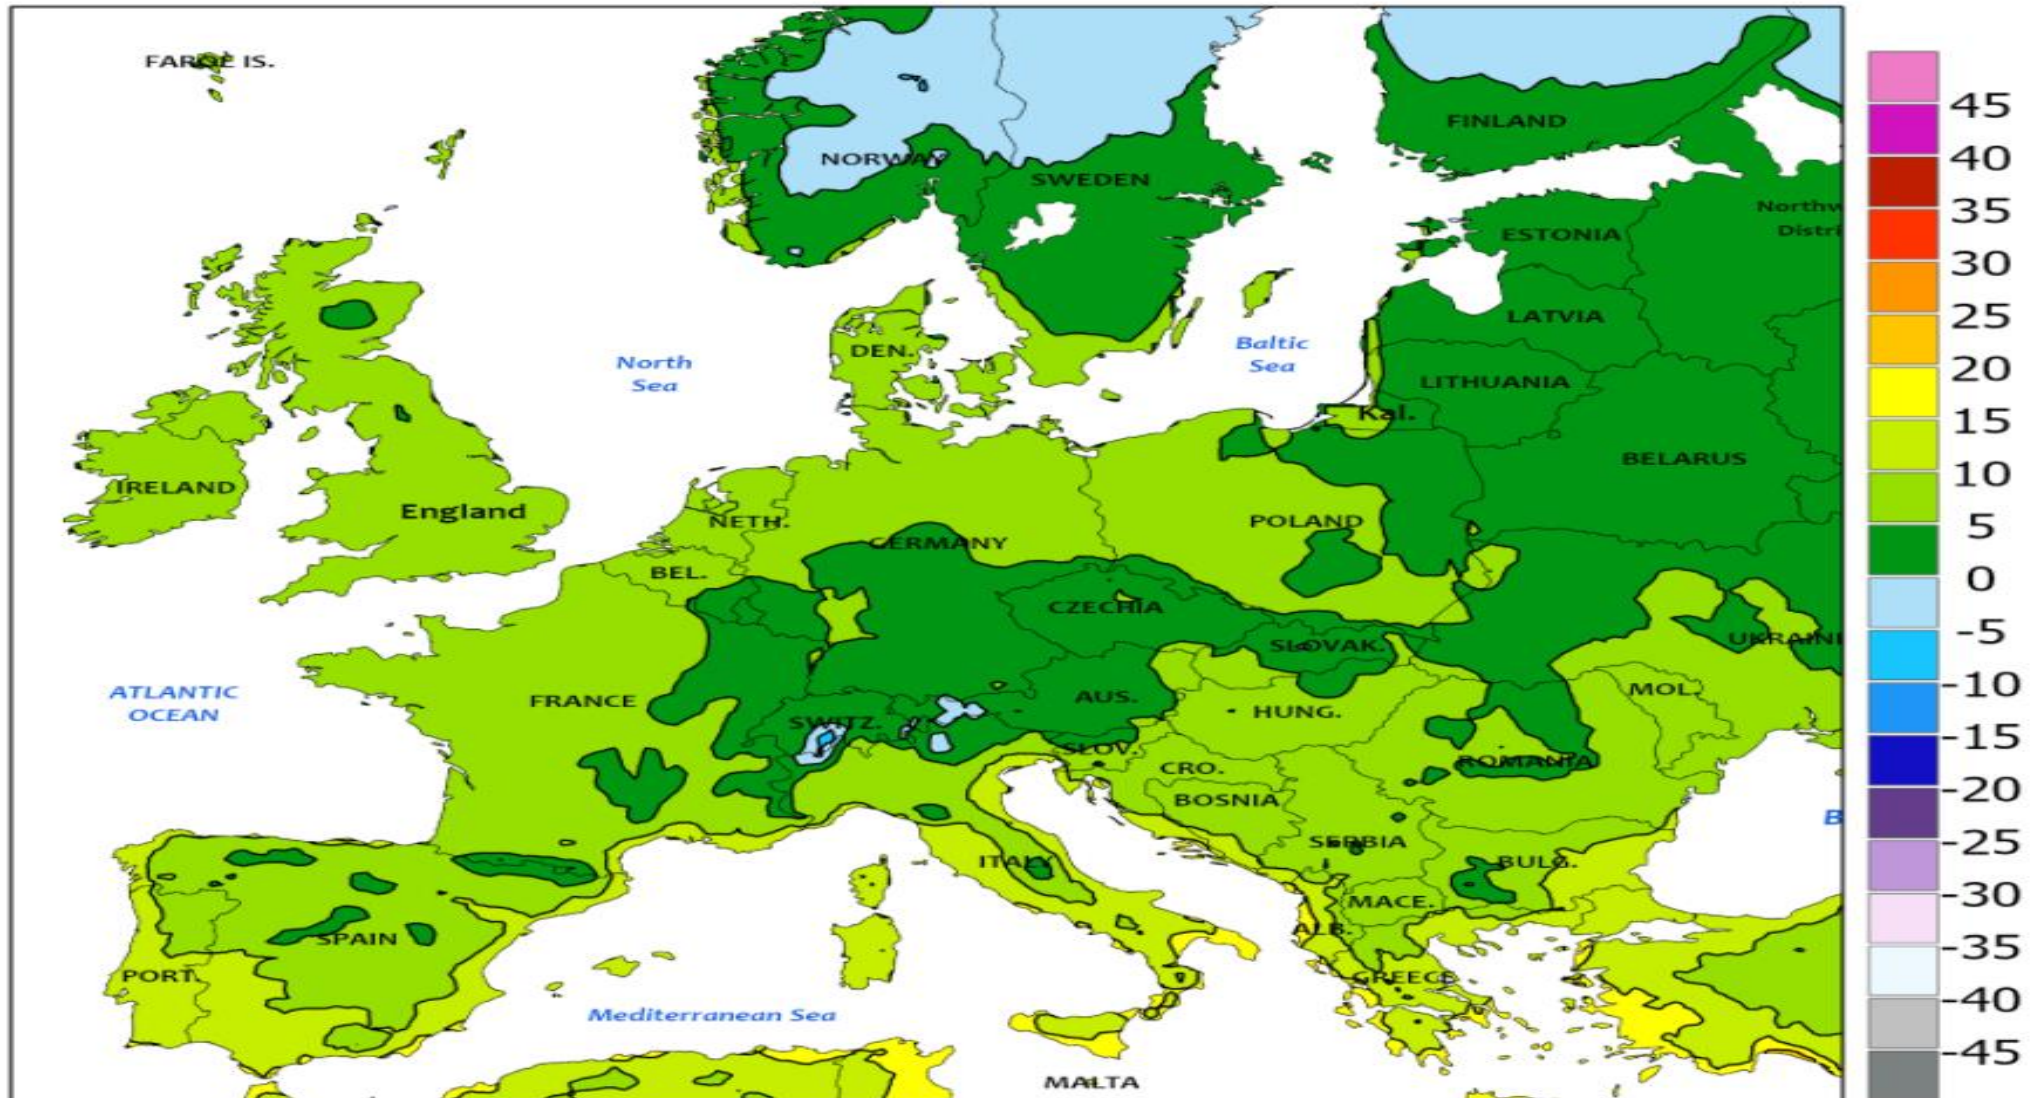 FAROE IS.
FINLAND
NORWAY
SWEDEN
Northw
Distri
ESTONIA
LATVIA
North
Sea
DEN.
Baltic
Sea
LITHUANIA
Kal.
BELARUS
IRELAND
England
NETH.
POLAND
GERMANY
BEL.
CZECHIA
SLOVAK.
UKRAINE
ATLANTIC
OCEAN
FRANCE
AUS.
MOL.
SWITZ.
HUNG.
SLOV.
ROMANIA
CRO.
BOSNIA
B
SERBIA
ITALY
BULG.
MACE.
ALB.
SPAIN
PORT.
GREECE
Mediterranean Sea
MALTA
45
40
35
30
25
20
15
10
5
0
-5
-10
-15
-20
-25
-30
-35
-40
-45